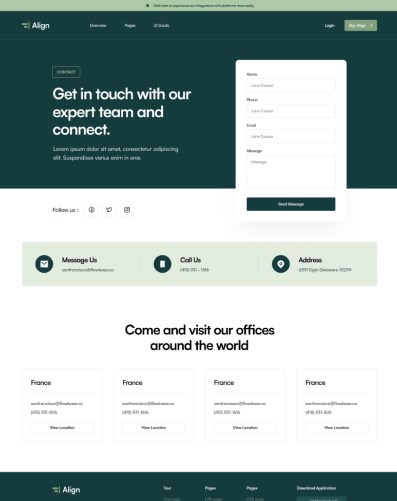 Click here to experience our integrations with platforms more easily.
Align
Overview
Pages
UI Cards
Login
Buy Align
CONTACT
Get in touch with our
expert team and
connect.
Lorem ipsum dolor sit amet, consectetur adipiscing
elit. Suspendisse varius enim in eros
Name
Jane Cooper
Phone
Jane Cooper
Email
Jane Cooper
Message
Message..
Send Message
Follow us :
Message Us
sanfrancisco@flowbase.co
Call Us
(415) 931 - 1616
Address
6391 Elgin Delaware 10299
Come and visit our offices
around the world
France
sanfrancisco@flowbase.co
(415) 931-1616
View Location
France
sanfrancisco@flowbase.co
(415) 931-1616
View Location
France
sanfrancisco@flowbase.co
(415) 931-1616
View Location
France
sanfrancisco@flowbase.co
(415) 931-1616
View Location
Align
Tour
Pages
Pages
Download Application